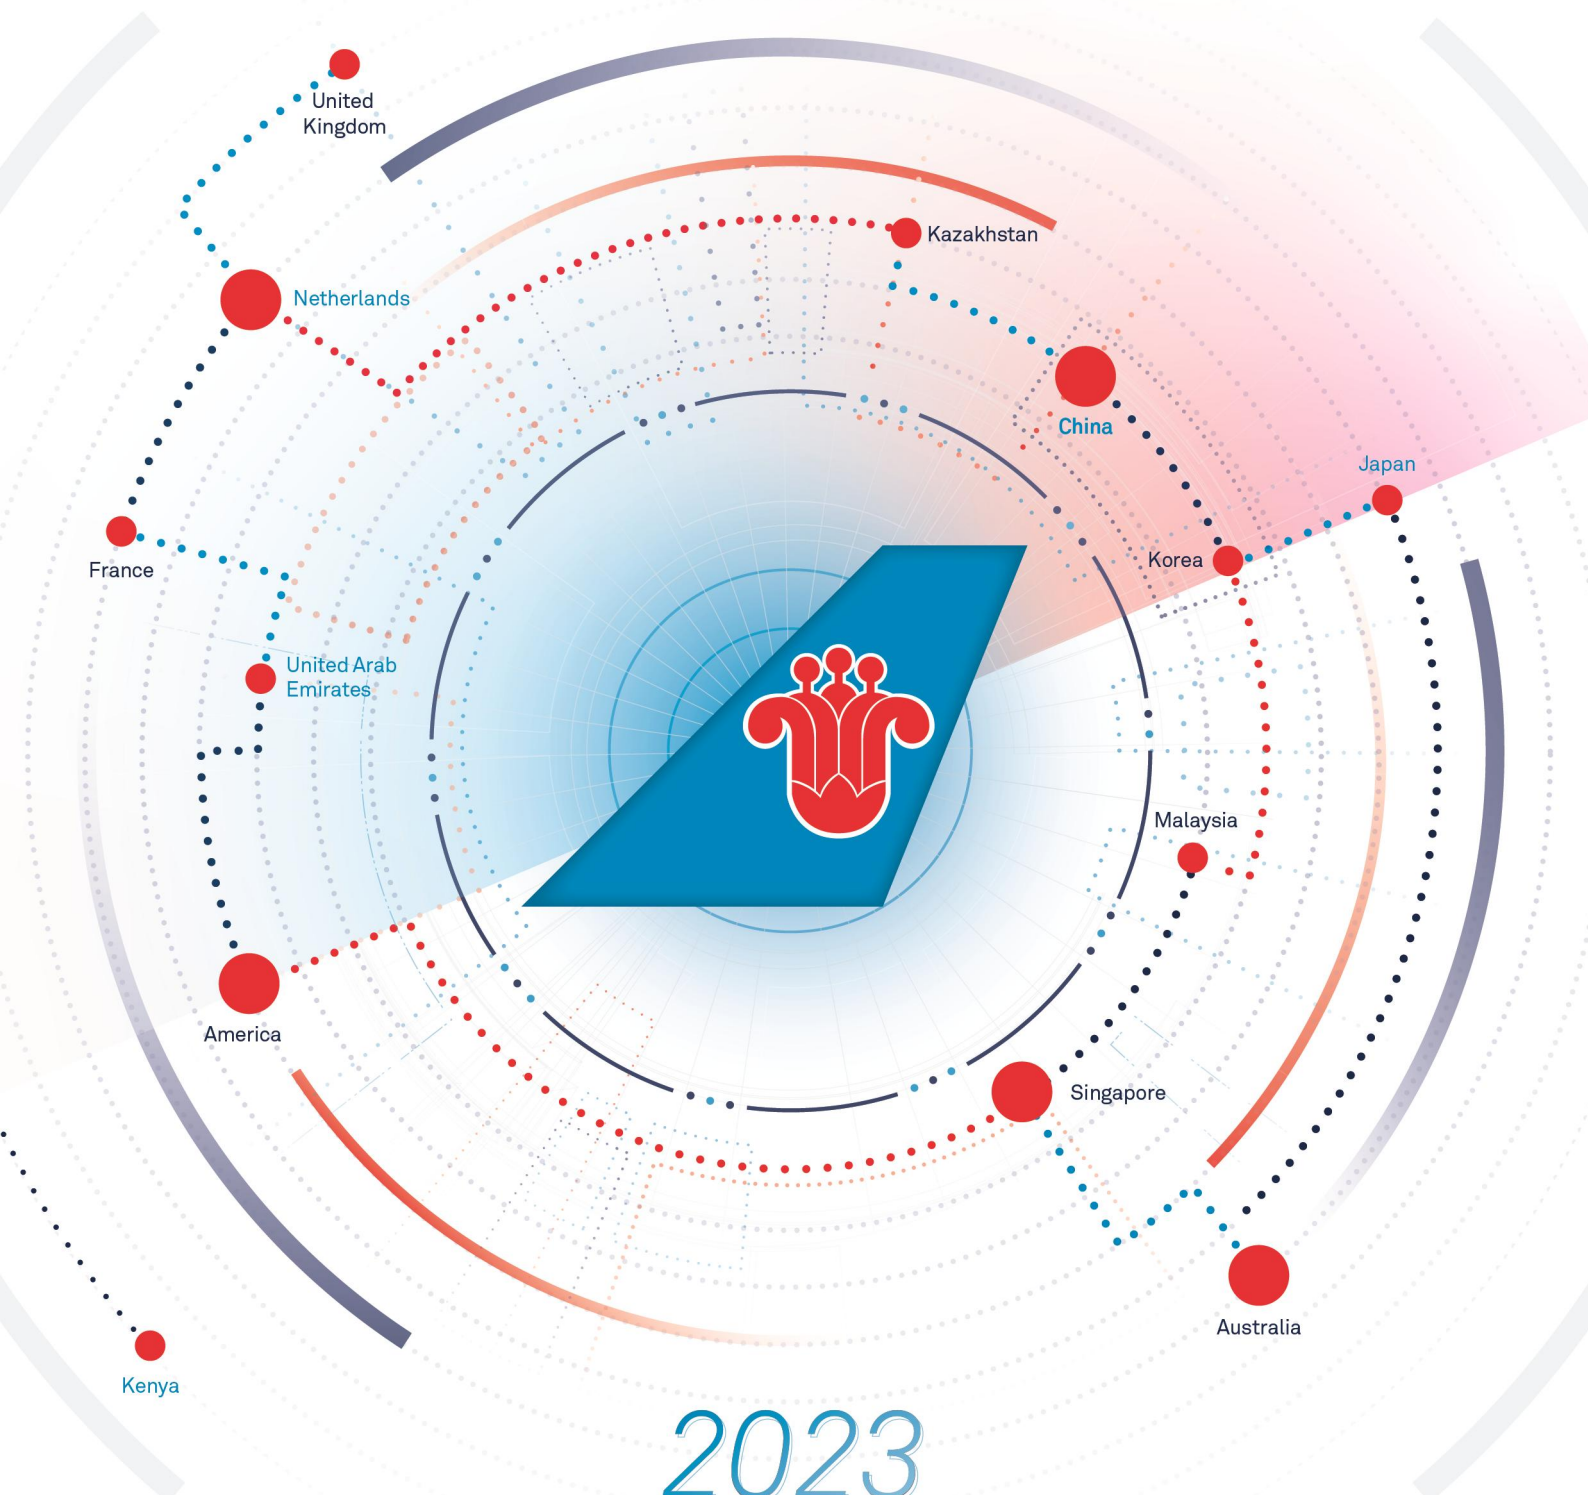 United
Kingdom
Kazakhstan
Netherlands
China
Japan
Korea
France
United Arab
Emirates
Malaysia
America
Singapore
Australia
Kenya
2023